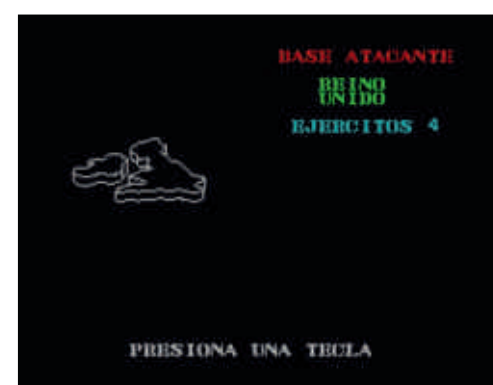 BASE ATACANTE
REINO
UNIDO
EJERCITOS 4
PRESIONA UNA TECLA